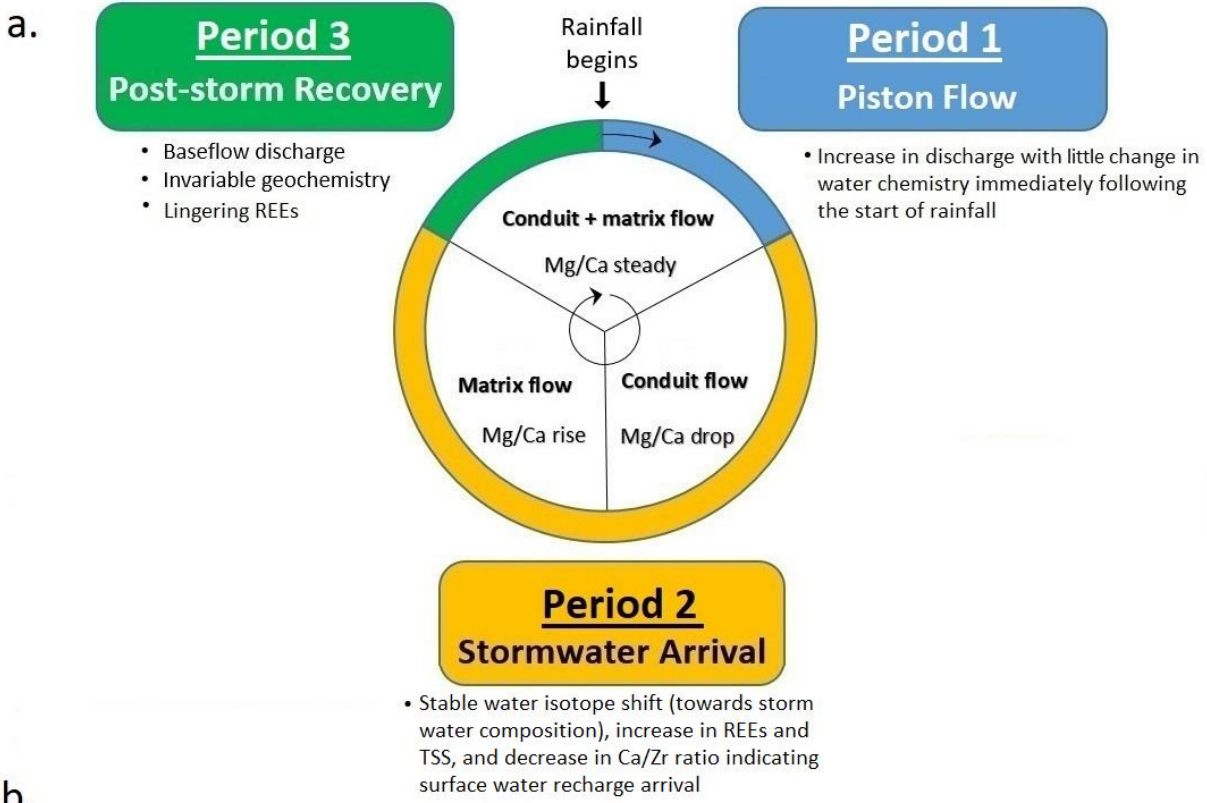 a.
Period 3
Post-storm Recovery
• Baseflow discharge
• Invariable geochemistry
• Lingering REEs
Rainfall
begins
Period 1
Piston Flow
• Increase in discharge with little change in
water chemistry immediately following
the start of rainfall
Conduit + matrix flow
Mg/Ca steady
Matrix flow
Mg/Ca rise
Conduit flow
Mg/Ca drop
Period 2
Stormwater Arrival
• Stable water isotope shift (towards storm
water composition), increase in REEs and
TSS, and decrease in Ca/Zr ratio indicating
surface water recharge arrival
b.